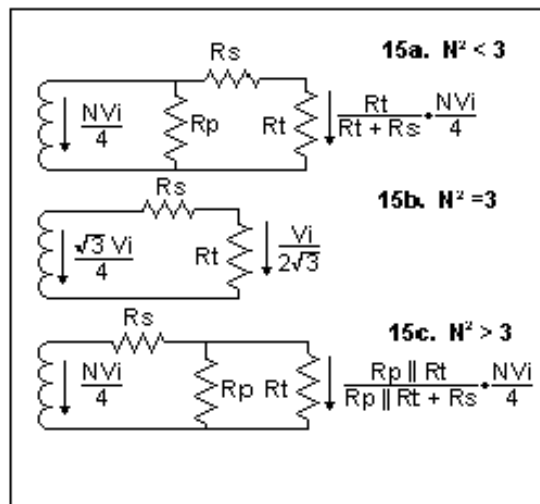 15a. N² < 3
Rs
NVi
4
Rp
Rt
Rt
Rt + Rs
•
NVi
4
15b. N² =3
Rs
√3 Vi
4
Rt
Vi
2√3
15c. N² > 3
Rs
NVi
4
Rp
Rt
Rp || Rt
Rp || Rt + Rs
•
NVi
4